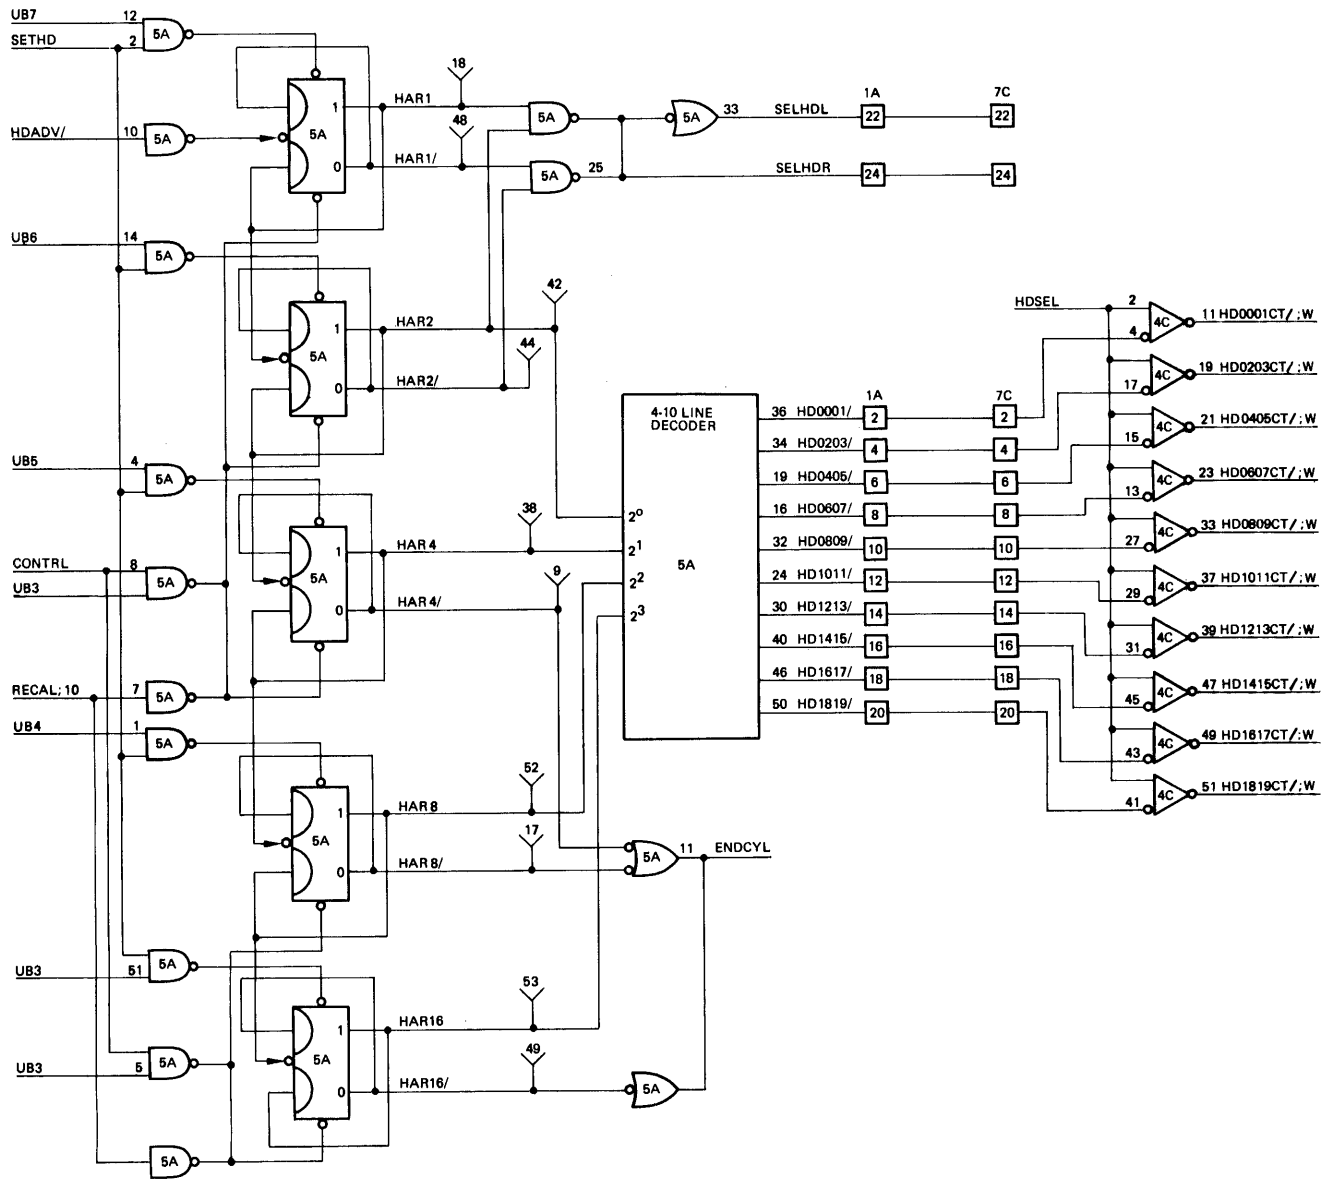 UB7 12
SETHD 2
5A
HDADV/ 10
5A
1
5A
0
HAR1 18
HAR1/ 48
5A
5A
25
5A
33 SELHDL
SELHDR
1A
22
24
7C
22
24
UB6 14
5A
1
5A
0
HAR2 42
HAR2/ 44
UB5 4
5A
1
5A
0
HAR4 38
HAR4/ 9
CONTRL 8
UB3
5A
RECAL; 10 7
5A
UB4 1
5A
1
5A
0
HAR8 52
HAR8/ 17
5A
11 ENDCYL
UB3 51
5A
1
5A
0
HAR16 53
HAR16/ 49
5A
UB3 5
5A
5A
4-10 LINE
DECODER
2⁰
2¹
2²
2³
5A
1A 7C
36 HD0001/ 2 2
34 HD0203/ 4 4
19 HD0405/ 6 6
16 HD0607/ 8 8
32 HD0809/ 10 10
24 HD1011/ 12 12
30 HD1213/ 14 14
40 HD1415/ 16 16
46 HD1617/ 18 18
50 HD1819/ 20 20
HDSEL 2
4 4C 11 HD0001CT/;W
17 4C 19 HD0203CT/;W
15 4C 21 HD0405CT/;W
13 4C 23 HD0607CT/;W
27 4C 33 HD0809CT/;W
29 4C 37 HD1011CT/;W
31 4C 39 HD1213CT/;W
45 4C 47 HD1415CT/;W
43 4C 49 HD1617CT/;W
41 4C 51 HD1819CT/;W